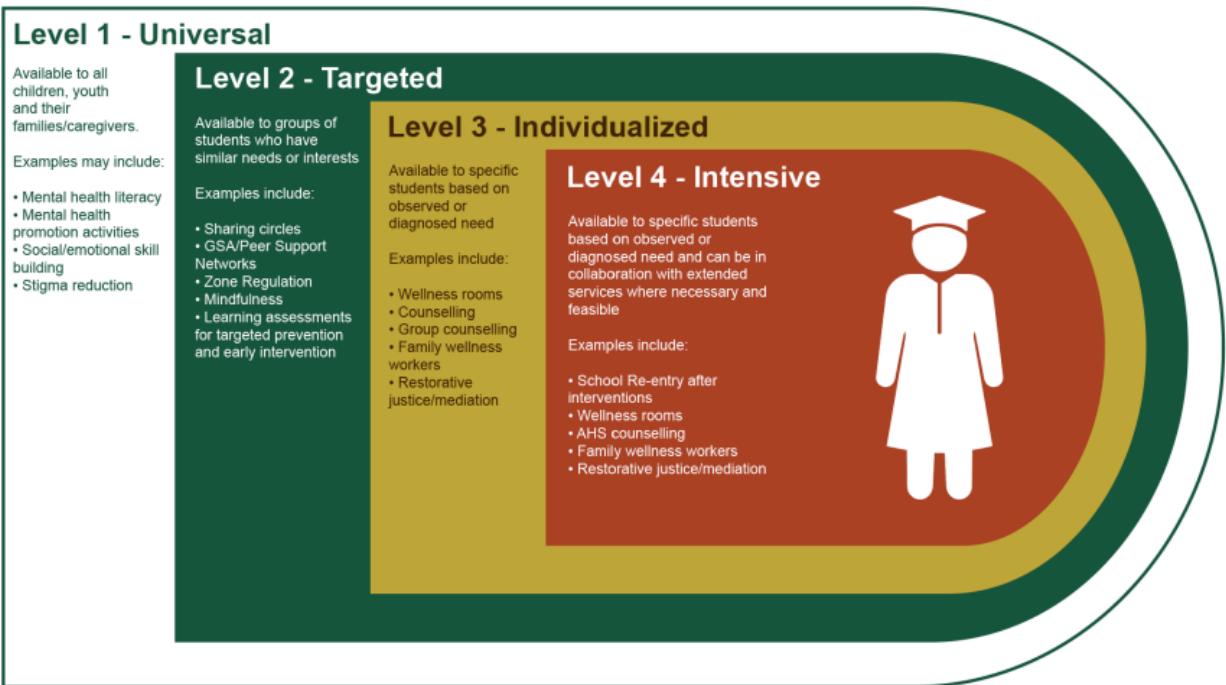 Level 1 - Universal
Available to all
children, youth
and their
families/caregivers.
Examples may include:
• Mental health literacy
• Mental health
promotion activities
• Social/emotional skill
building
• Stigma reduction
Level 2 - Targeted
Available to groups of
students who have
similar needs or interests
Examples include:
• Sharing circles
• GSA/Peer Support
Networks
• Zone Regulation
• Mindfulness
• Learning assessments
for targeted prevention
and early intervention
Level 3 - Individualized
Available to specific
students based on
observed or
diagnosed need
Examples include:
• Wellness rooms
• Counselling
• Group counselling
• Family wellness
workers
• Restorative
justice/mediation
Level 4 - Intensive
Available to specific students
based on observed or
diagnosed need and can be in
collaboration with extended
services where necessary and
feasible
Examples include:
• School Re-entry after
interventions
• Wellness rooms
• AHS counselling
• Family wellness workers
• Restorative justice/mediation